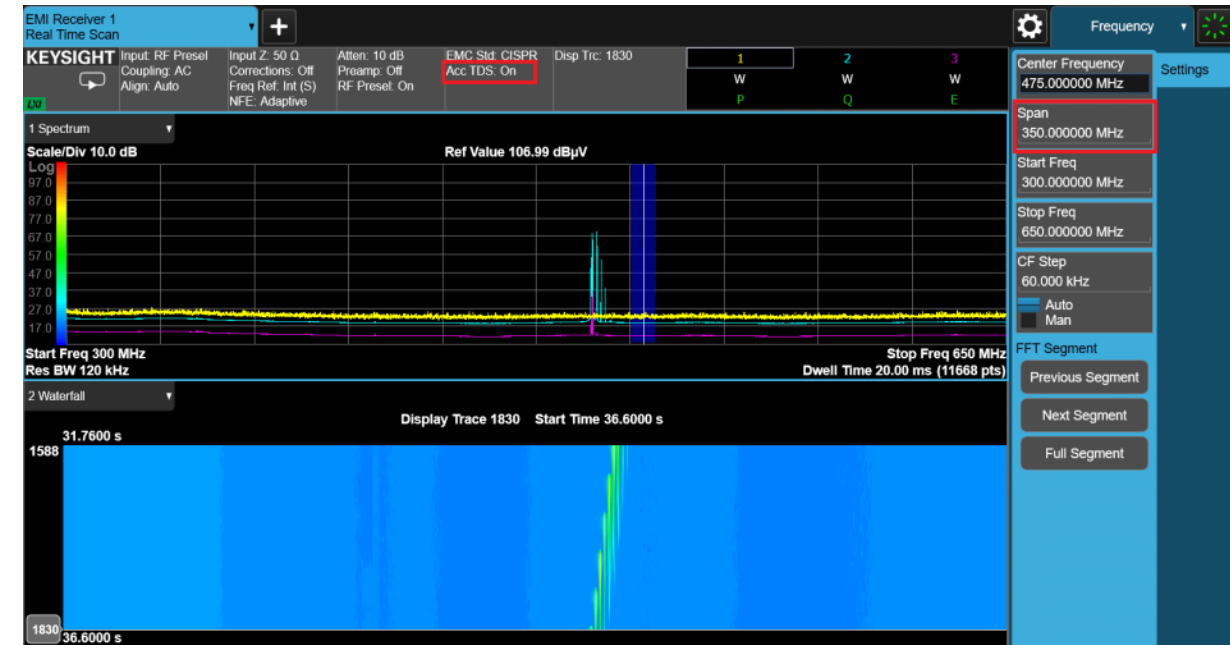 EMI Receiver 1
Real Time Scan
+
Frequency
KEYSIGHT
LXI
Input: RF Presel
Coupling: AC
Align: Auto
Input Z: 50 Ω
Corrections: Off
Freq Ref: Int (S)
NFE: Adaptive
Atten: 10 dB
Preamp: Off
RF Presel: On
EMC Std: CISPR
Acc TDS: On
Disp Trc: 1830
1 2 3
W W W
P Q E
1 Spectrum
Scale/Div 10.0 dB
Ref Value 106.99 dBμV
Log
97.0
87.0
77.0
67.0
57.0
47.0
37.0
27.0
17.0
Start Freq 300 MHz
Stop Freq 650 MHz
Res BW 120 kHz
Dwell Time 20.00 ms (11668 pts)
2 Waterfall
Display Trace 1830 Start Time 36.6000 s
31.7600 s
1588
1830
36.6000 s
Center Frequency
475.000000 MHz
Span
350.000000 MHz
Start Freq
300.000000 MHz
Stop Freq
650.000000 MHz
CF Step
60.000 kHz
Auto
Man
FFT Segment
Previous Segment
Next Segment
Full Segment
Settings